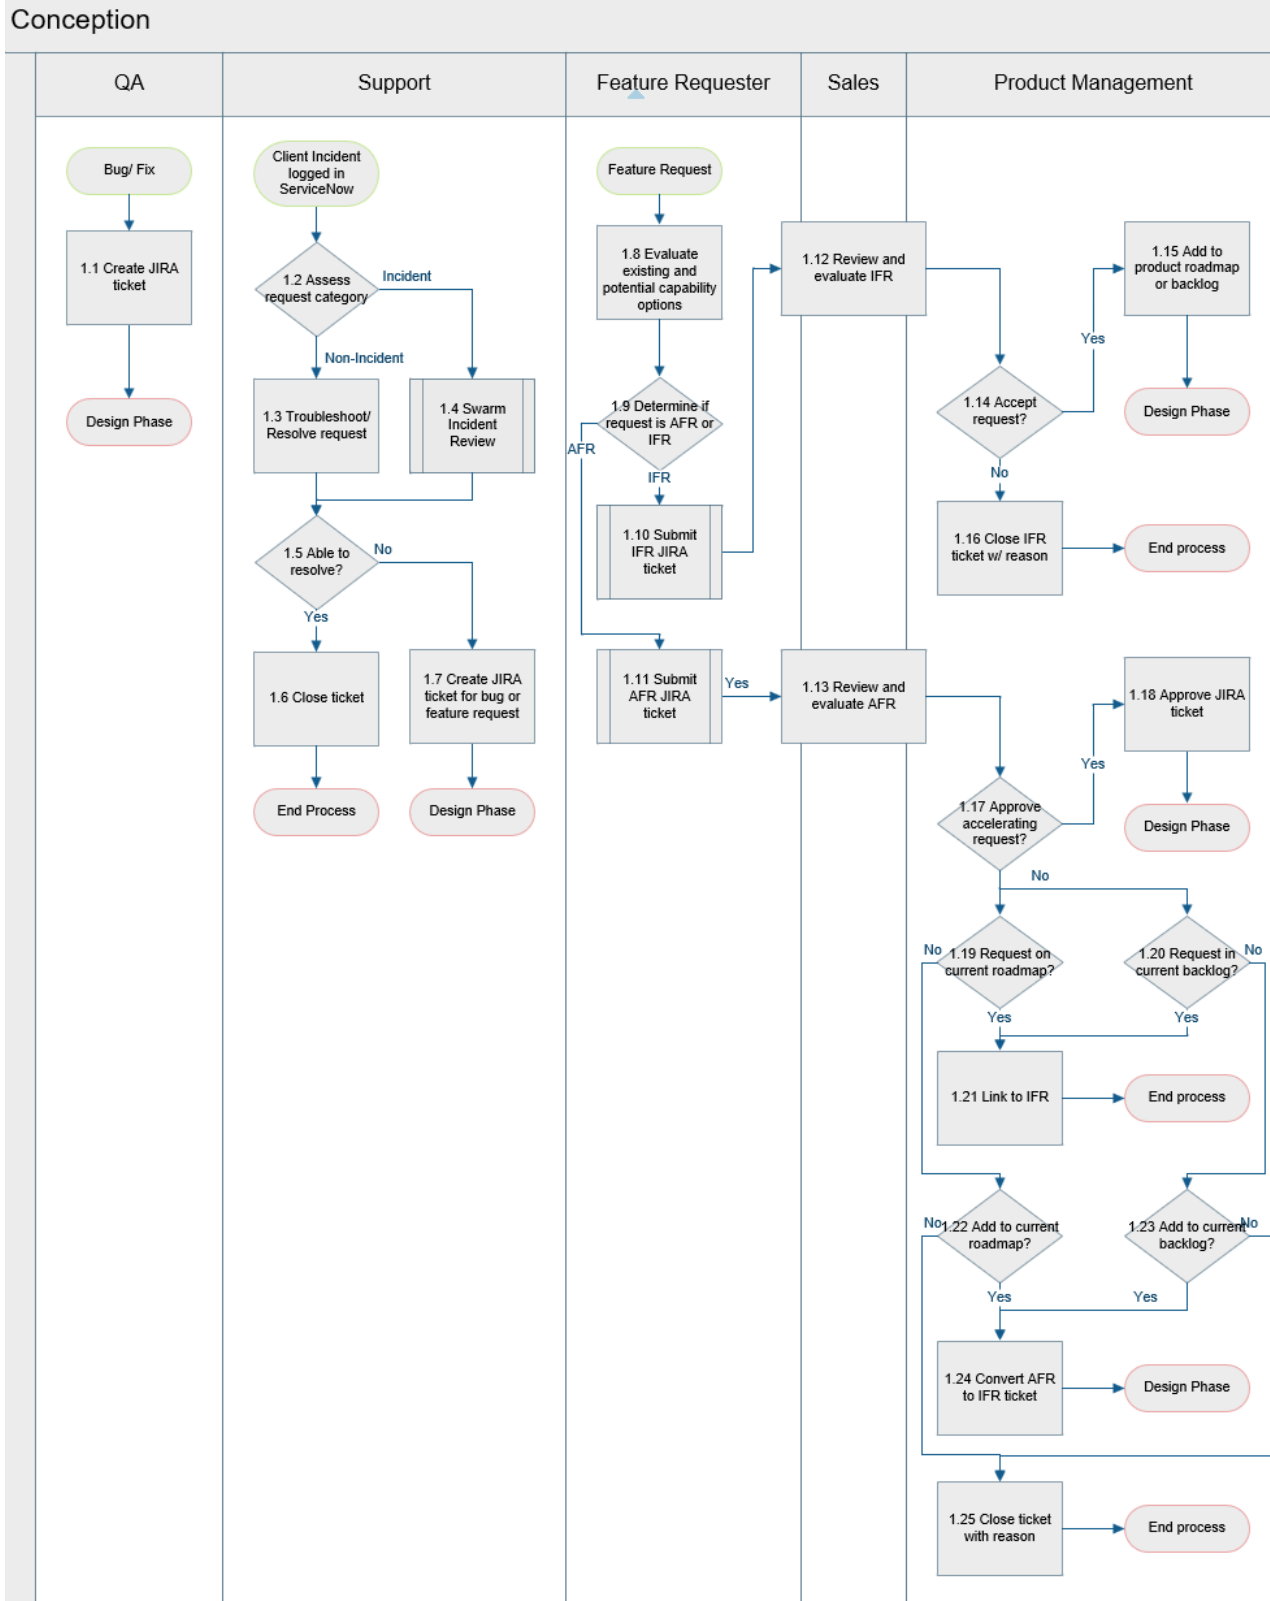 Conception
QA
Support
Feature Requester
Sales
Product Management
Bug/ Fix
1.1 Create JIRA
ticket
Design Phase
Client Incident
logged in
ServiceNow
1.2 Assess
request category
Incident
Non-Incident
1.3 Troubleshoot/
Resolve request
1.4 Swarm
Incident
Review
1.5 Able to
resolve?
No
Yes
1.6 Close ticket
1.7 Create JIRA
ticket for bug or
feature request
End Process
Design Phase
Feature Request
1.8 Evaluate
existing and
potential capability
options
1.9 Determine if
request is AFR or
IFR
AFR
IFR
1.10 Submit
IFR JIRA
ticket
1.11 Submit
AFR JIRA
ticket
Yes
1.12 Review and
evaluate IFR
1.13 Review and
evaluate AFR
1.14 Accept
request?
Yes
No
1.15 Add to
product roadmap
or backlog
Design Phase
1.16 Close IFR
ticket w/ reason
End process
1.17 Approve
accelerating
request?
Yes
No
1.18 Approve JIRA
ticket
Design Phase
No
1.19 Request on
current roadmap?
Yes
1.20 Request in
current backlog?
No
Yes
1.21 Link to IFR
End process
No
1.22 Add to current
roadmap?
Yes
1.23 Add to current
backlog?
No
Yes
1.24 Convert AFR
to IFR ticket
Design Phase
1.25 Close ticket
with reason
End process